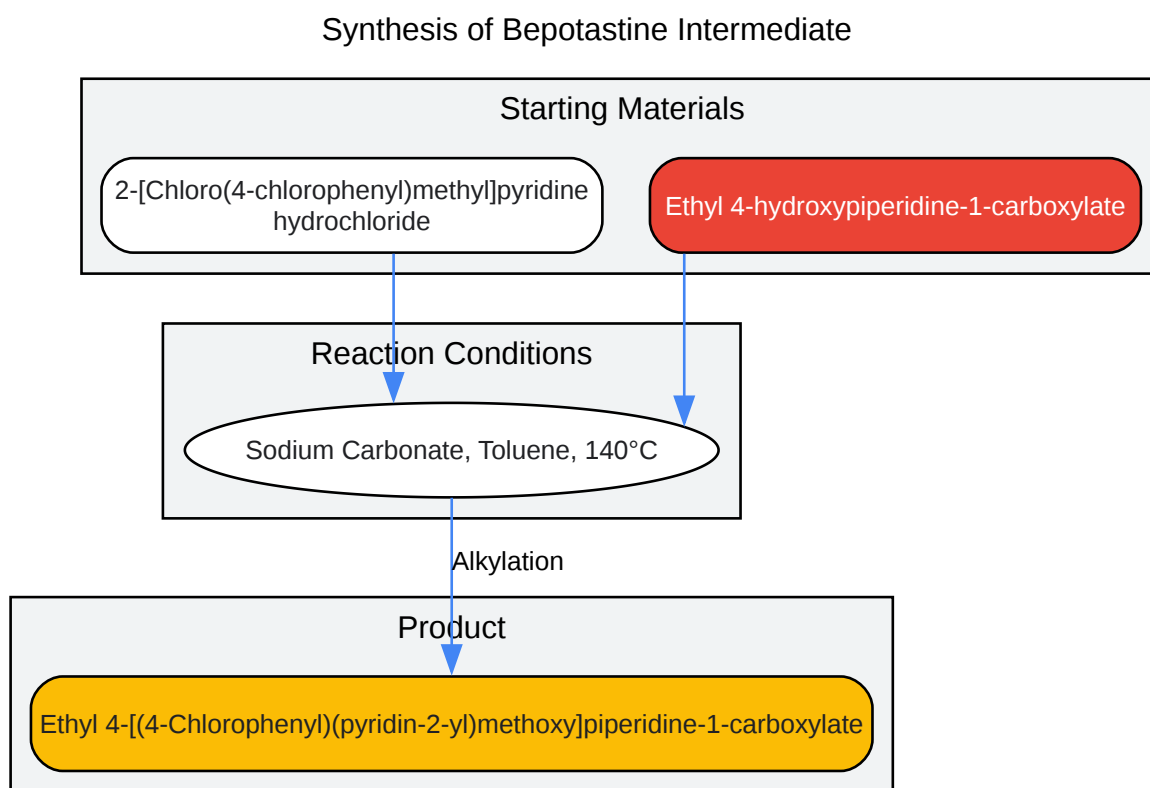 Synthesis of Bepotastine Intermediate
Starting Materials
2-[Chloro(4-chlorophenyl)methyl]pyridine
hydrochloride
Ethyl 4-hydroxypiperidine-1-carboxylate
Reaction Conditions
Sodium Carbonate, Toluene, 140°C
Alkylation
Product
Ethyl 4-[(4-Chlorophenyl)(pyridin-2-yl)methoxy]piperidine-1-carboxylate